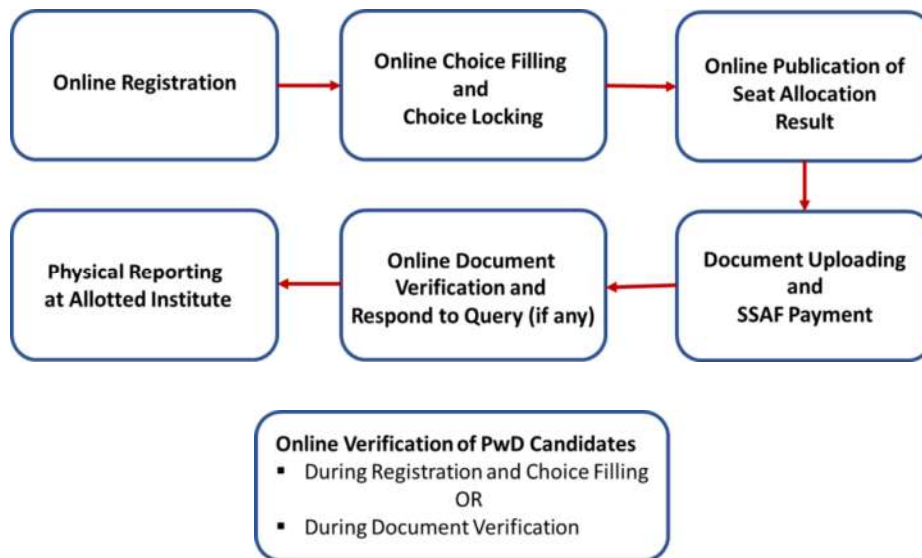 Online Registration
Online Choice Filling
and
Choice Locking
Online Publication of
Seat Allocation
Result
Document Uploading
and
SSAF Payment
Online Document
Verification and
Respond to Query (if any)
Physical Reporting
at Allotted Institute
Online Verification of PwD Candidates
▪ During Registration and Choice Filling
OR
▪ During Document Verification